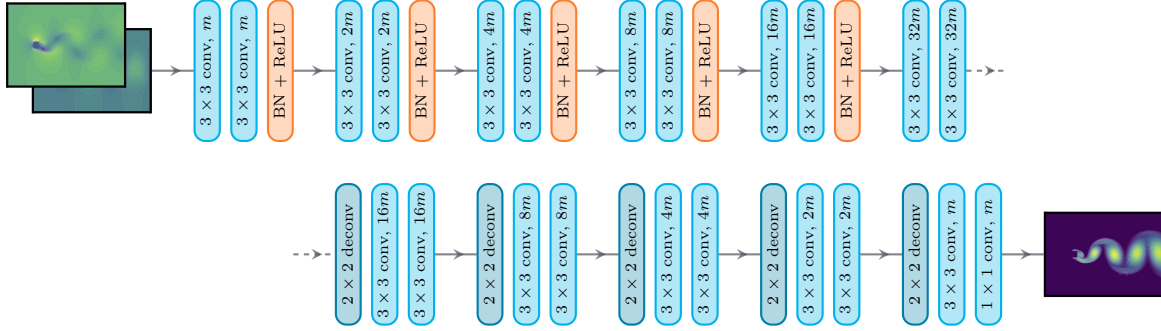 3 × 3 conv, m
3 × 3 conv, m
BN + ReLU
3 × 3 conv, 2m
3 × 3 conv, 2m
BN + ReLU
3 × 3 conv, 4m
3 × 3 conv, 4m
BN + ReLU
3 × 3 conv, 8m
3 × 3 conv, 8m
BN + ReLU
3 × 3 conv, 16m
3 × 3 conv, 16m
BN + ReLU
3 × 3 conv, 32m
3 × 3 conv, 32m
2 × 2 deconv
3 × 3 conv, 16m
3 × 3 conv, 16m
2 × 2 deconv
3 × 3 conv, 8m
3 × 3 conv, 8m
2 × 2 deconv
3 × 3 conv, 4m
3 × 3 conv, 4m
2 × 2 deconv
3 × 3 conv, 2m
3 × 3 conv, 2m
2 × 2 deconv
3 × 3 conv, m
1 × 1 conv, m